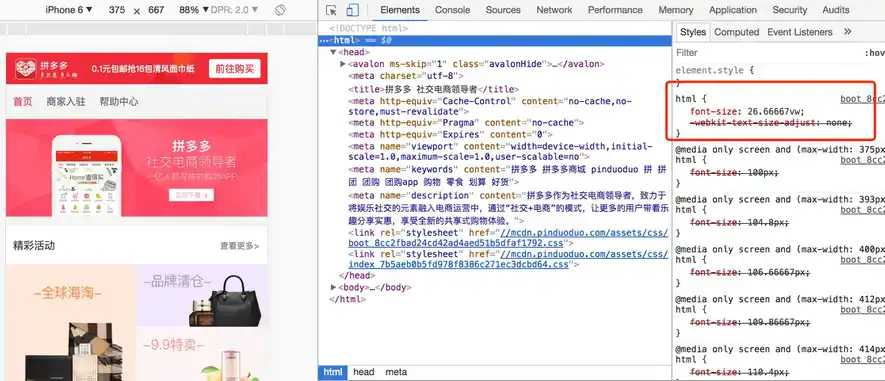 iPhone 6 ▼ 375 × 667 88% ▼ DPR: 2.0 ▼
拼多多
0.1元包邮抢16包清风面巾纸
前往购买
首页 商家入驻 帮助中心
拼多多
社交电商领导者
一亿人都在拼的购物APP
立即下载
Home值得买
精彩活动 查看更多>
–全球海淘–
–品牌清仓–
–9.9特卖–
Elements Console Sources Network Performance Memory Application Security Audits
<!DOCTYPE html>
<html> == $0
▼<head>
▶<avalon ms-skip="1" class="avalonHide">…</avalon>
<meta charset="utf-8">
<title>拼多多 社交电商领导者</title>
<meta http-equiv="Cache-Control" content="no-cache,no-
store,must-revalidate">
<meta http-equiv="Pragma" content="no-cache">
<meta http-equiv="Expires" content="0">
<meta name="viewport" content="width=device-width,initial-
scale=1.0,maximum-scale=1.0,user-scalable=no">
<meta name="keywords" content="拼多多 拼多多商城 pinduoduo 拼 拼
团 团购 团购app 购物 零食 划算 好货">
<meta name="description" content="拼多多作为社交电商领导者，致力于
将娱乐社交的元素融入电商运营中，通过“社交+电商”的模式，让更多的用户带着乐
趣分享实惠，享受全新的共享式购物体验。">
<link rel="stylesheet" href="//mcdn.pinduoduo.com/assets/css/
boot_8cc2fbad24cd42ad4aed51b5dfaf1792.css">
<link rel="stylesheet" href="//mcdn.pinduoduo.com/assets/css/
index_7b5aeb0b5fd978f8386c271ec3dcbd64.css">
</head>
▶<body>…</body>
</html>
html head meta
Styles Computed Event Listeners »
Filter :hov
element.style {
}
html { boot_8cc2
font-size: 26.66667vw;
-webkit-text-size-adjust: none;
}
@media only screen and (max-width: 375px
html { boot_8cc2
font-size: 100px;
}
@media only screen and (max-width: 393px
html { boot_8cc2
font-size: 104.8px;
}
@media only screen and (max-width: 400px
html { boot_8cc2
font-size: 106.66667px;
}
@media only screen and (max-width: 412px
html { boot_8cc2
font-size: 109.86667px;
}
@media only screen and (max-width: 414px
html { boot_8cc2
font-size: 110.4px;
}